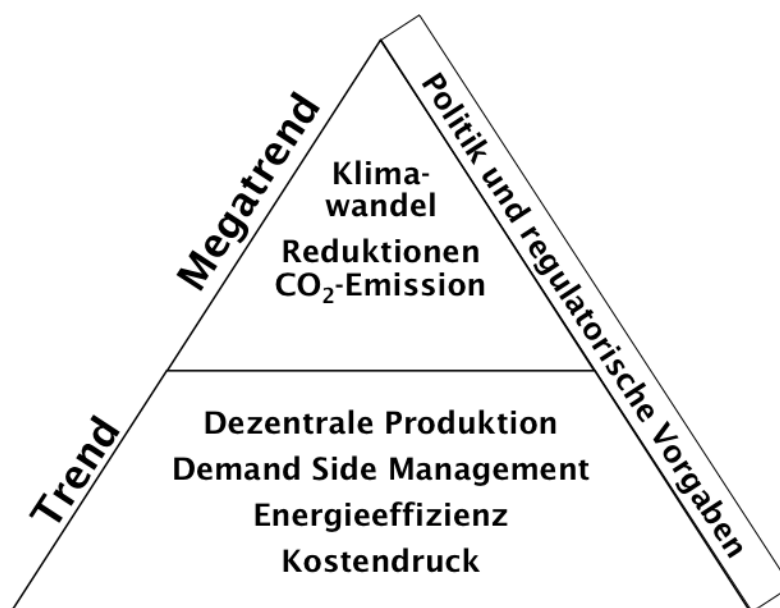 Megatrend
Klima-
wandel
Reduktionen
CO₂-Emission
Politik und regulatorische Vorgaben
Trend
Dezentrale Produktion
Demand Side Management
Energieeffizienz
Kostendruck